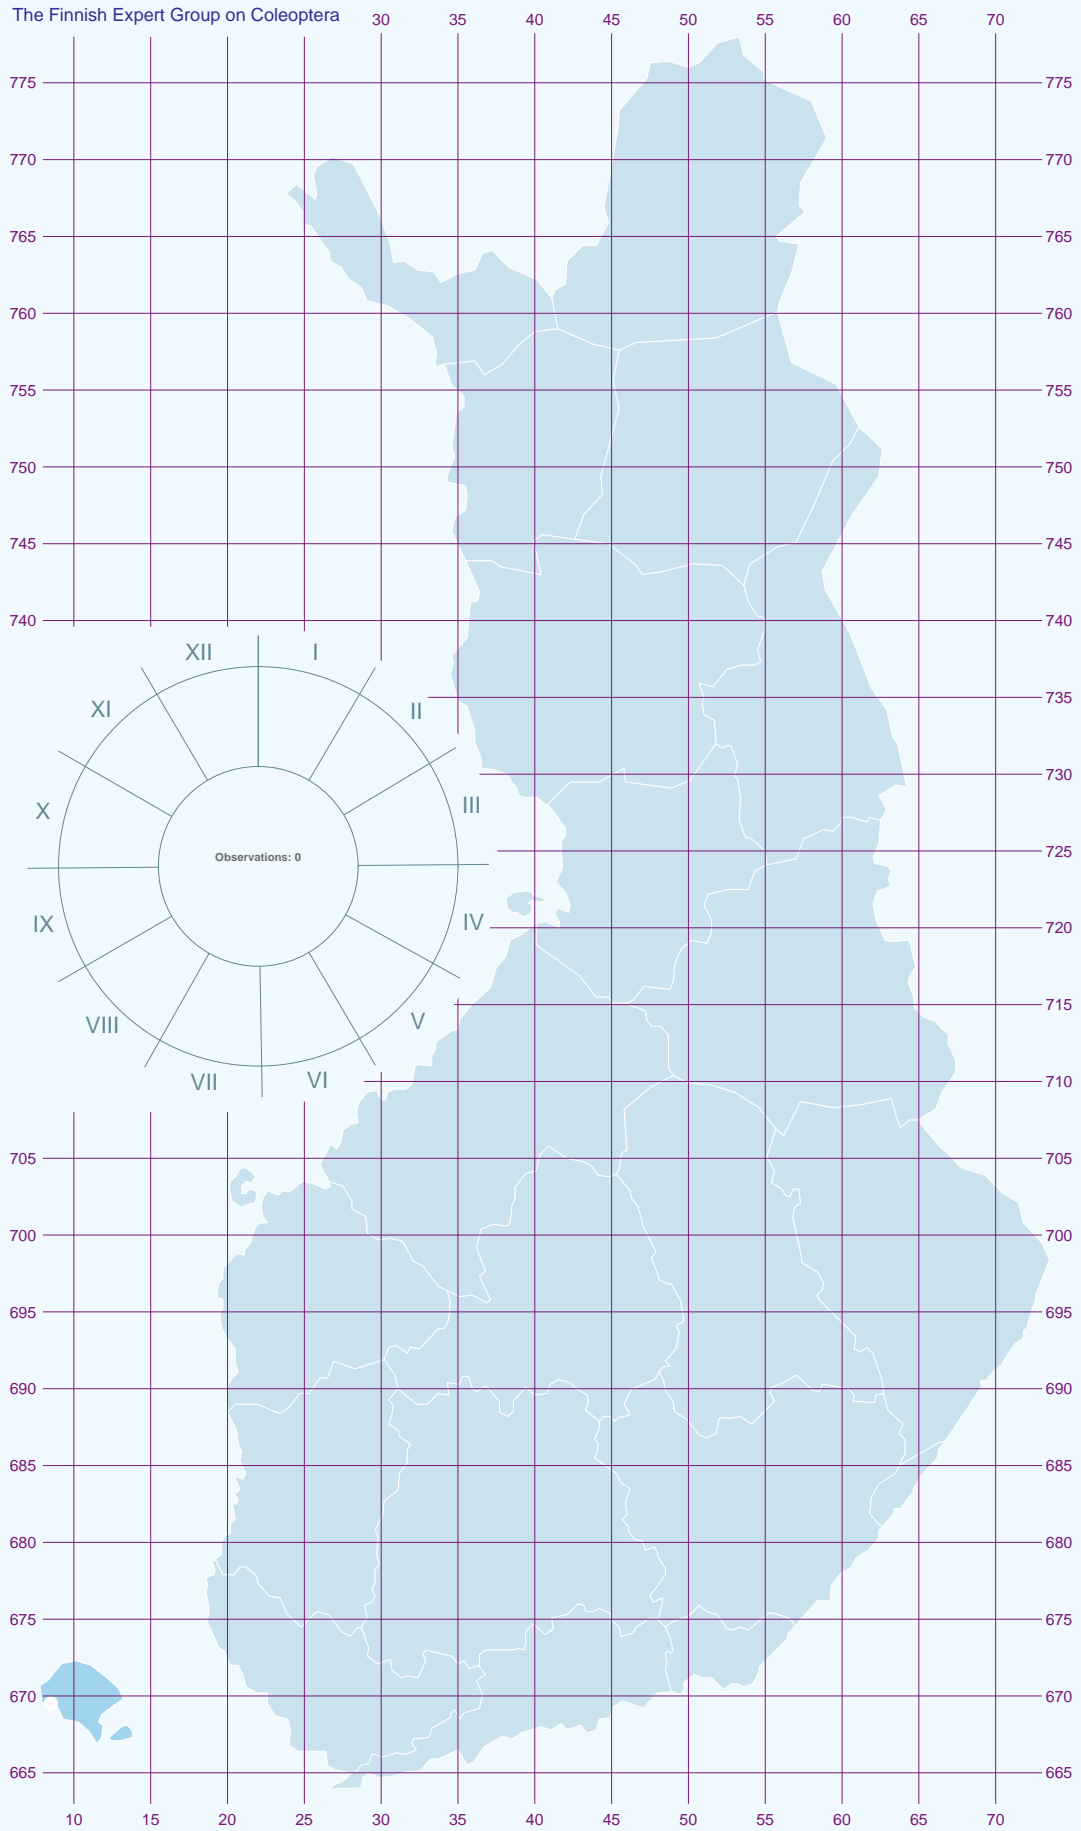 The Finnish Expert Group on Coleoptera
30 35 40 45 50 55 60 65 70
775 775
770 770
765 765
760 760
755 755
750 750
745 745
740 740
XII I
XI II
735
730
X III
Observations: 0
725 725
IX IV
720 720
715 715
VIII V
VII VI
710
705 705
700 700
695 695
690 690
685 685
680 680
675 675
670 670
665 665
10 15 20 25 30 35 40 45 50 55 60 65 70